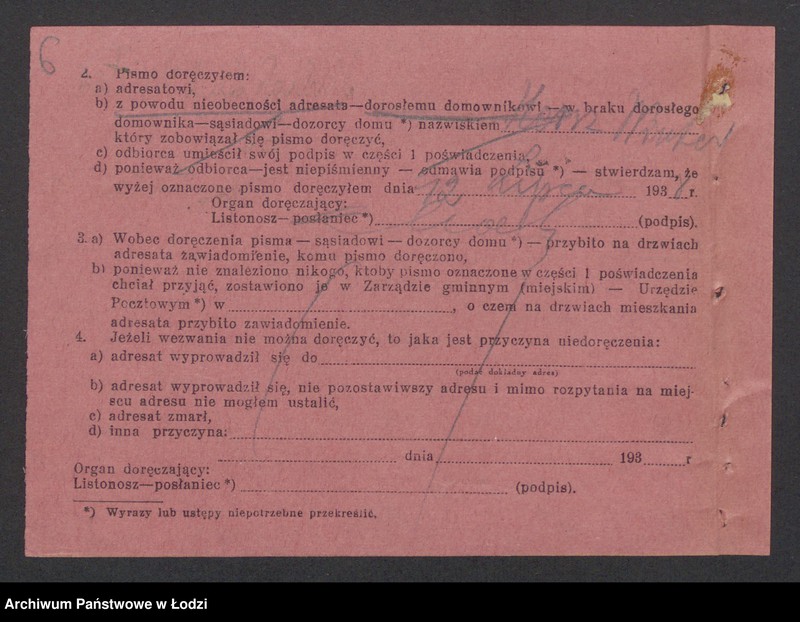 6
2. Pismo doręczyłem:
a) adresatowi,
b) z powodu nieobecności adresata—dorosłemu domownikowi—w braku dorosłego
domownika—sąsiadowi—dozorcy domu *) nazwiskiem
który zobowiązał się pismo doręczyć,
c) odbiorca umieścił swój podpis w części 1 poświadczenia,
d) ponieważ odbiorca—jest niepiśmienny — odmawia podpisu *) — stwierdzam, że
wyżej oznaczone pismo doręczyłem dnia 12 lipca 1938 r.
Organ doręczający:
Listonosz—posłaniec *) (podpis).
3. a) Wobec doręczenia pisma — sąsiadowi — dozorcy domu *) — przybito na drzwiach
adresata zawiadomienie, komu pismo doręczono,
b) ponieważ nie znaleziono nikogo, ktoby pismo oznaczone w części 1 poświadczenia
chciał przyjąć, zostawiono je w Zarządzie gminnym (miejskim) — Urzędzie
Pocztowym *) w , o czem na drzwiach mieszkania
adresata przybito zawiadomienie.
4. Jeżeli wezwania nie można doręczyć, to jaka jest przyczyna niedoręczenia:
a) adresat wyprowadził się do
(podać dokładny adres)
b) adresat wyprowadził się, nie pozostawiwszy adresu i mimo rozpytania na miej-
scu adresu nie mogłem ustalić,
c) adresat zmarł,
d) inna przyczyna:
dnia 193 r
Organ doręczający:
Listonosz—posłaniec *) (podpis).
*) Wyrazy lub ustępy niepotrzebne przekreślić.
Archiwum Państwowe w Łodzi